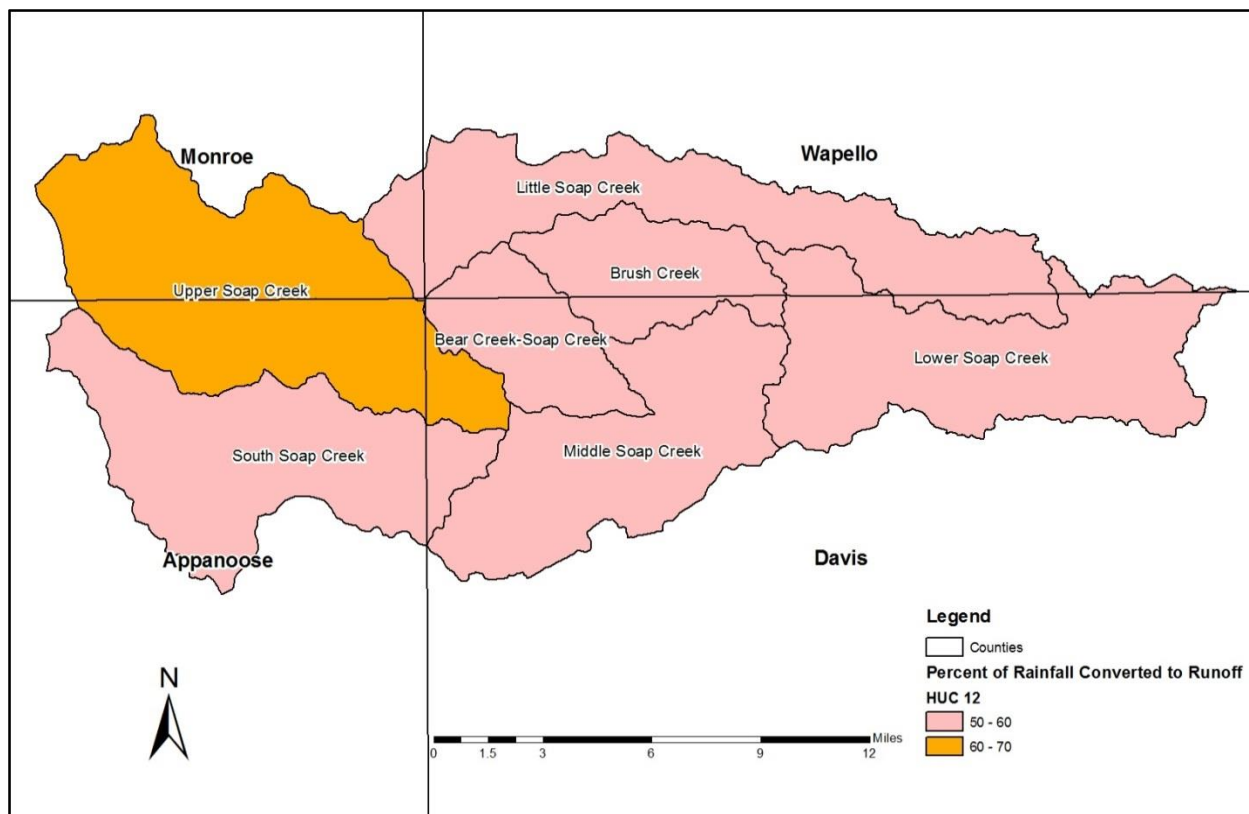 Monroe
Wapello
Little Soap Creek
Brush Creek
Upper Soap Creek
Bear Creek-Soap Creek
Lower Soap Creek
South Soap Creek
Middle Soap Creek
Appanoose
Davis
Legend
Counties
Percent of Rainfall Converted to Runoff
HUC 12
50 - 60
60 - 70
N
Miles
0 1.5 3 6 9 12